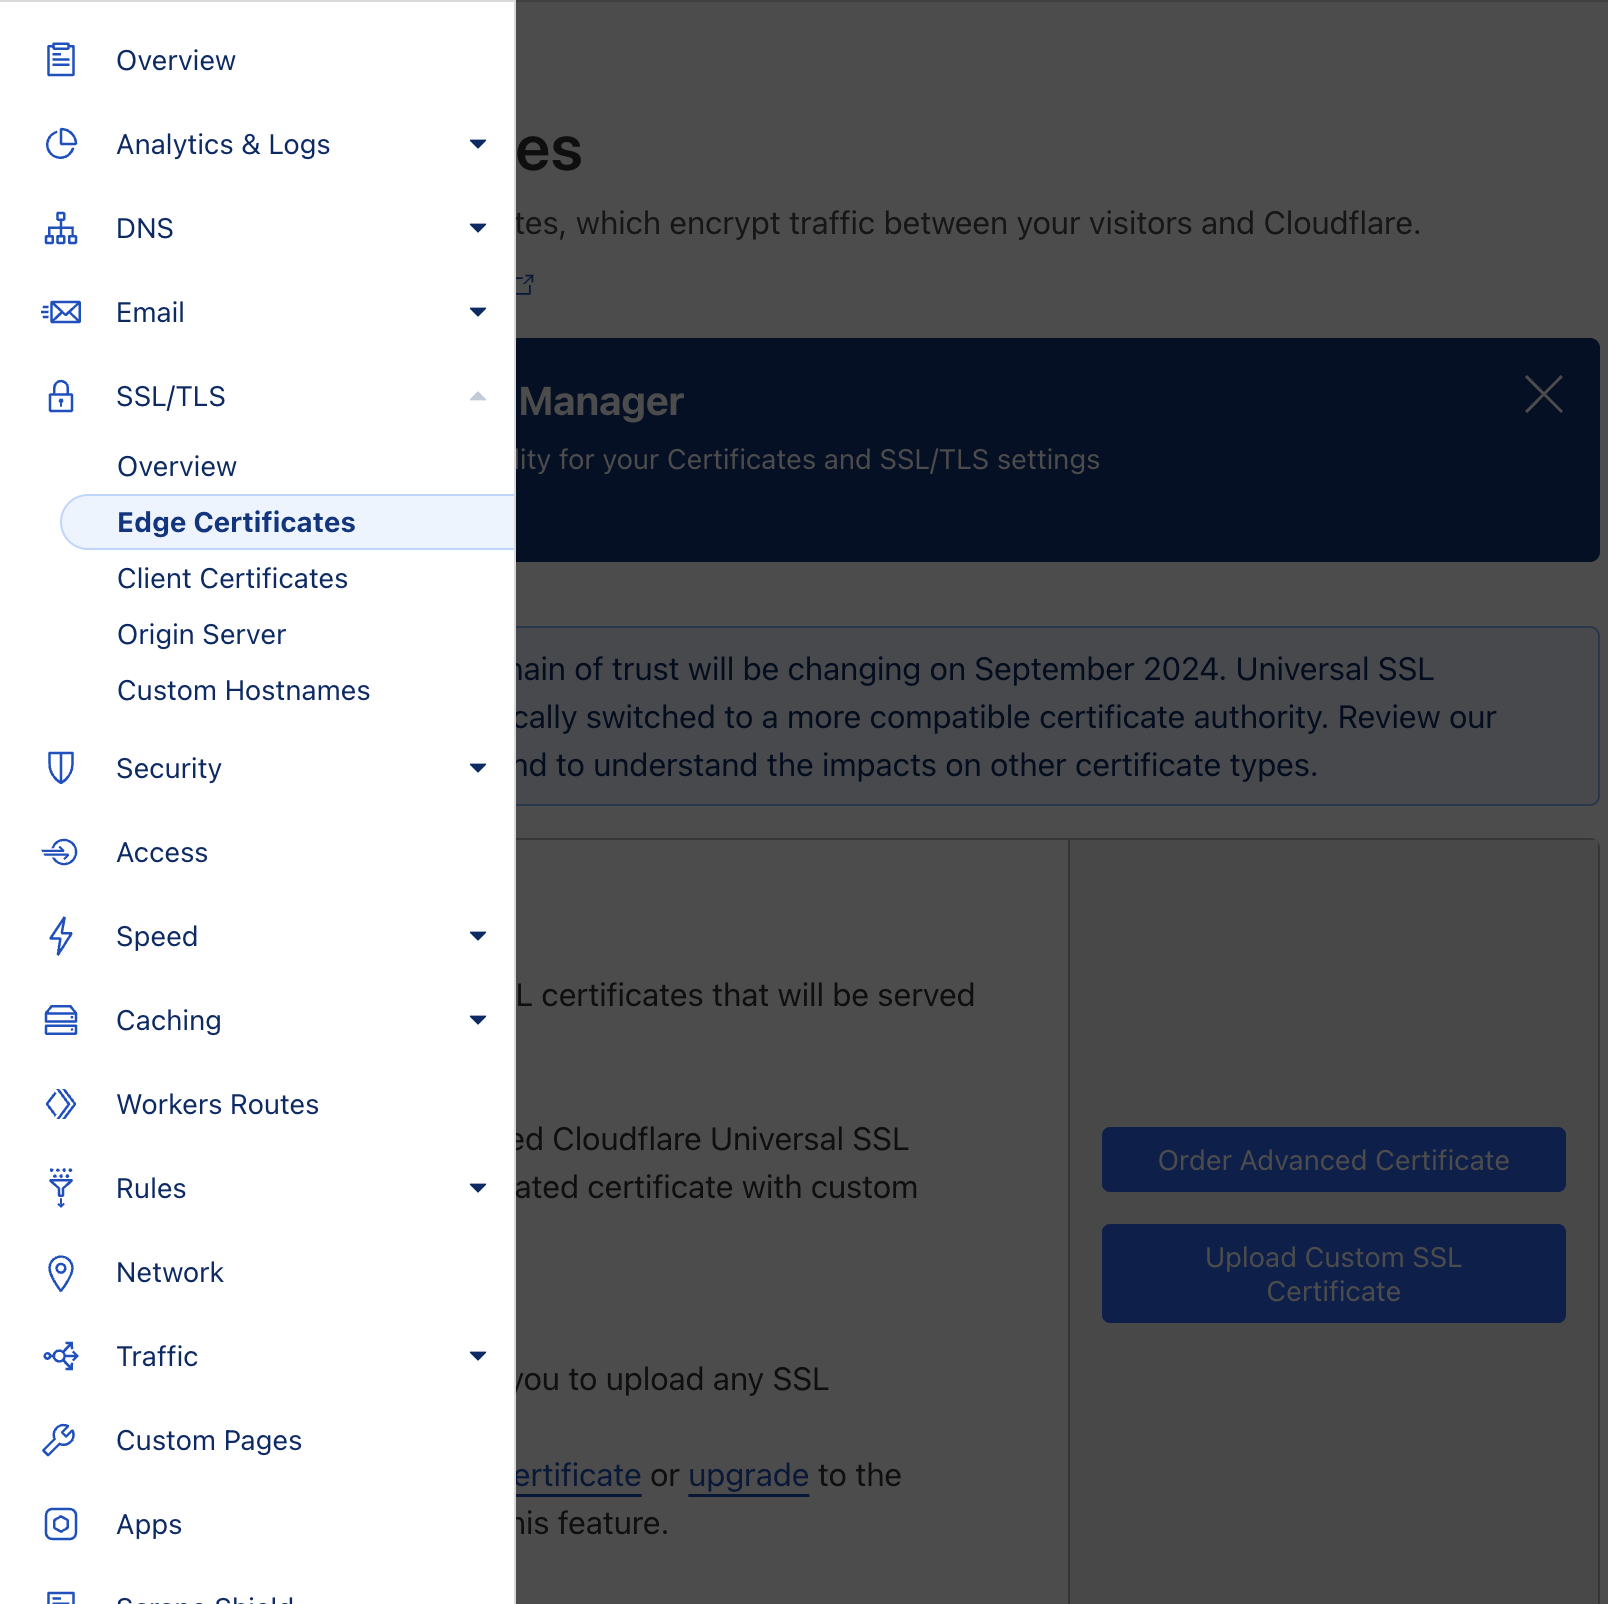 Overview
Analytics & Logs
DNS
Email
SSL/TLS
Overview
Edge Certificates
Client Certificates
Origin Server
Custom Hostnames
Security
Access
Speed
Caching
Workers Routes
Rules
Network
Traffic
Custom Pages
Apps
Scrape Shield
es
tes, which encrypt traffic between your visitors and Cloudflare.
Manager
lity for your Certificates and SSL/TLS settings
hain of trust will be changing on September 2024. Universal SSL
cally switched to a more compatible certificate authority. Review our
nd to understand the impacts on other certificate types.
L certificates that will be served
ed Cloudflare Universal SSL
ated certificate with custom
you to upload any SSL
ertificate or upgrade to the
his feature.
Order Advanced Certificate
Upload Custom SSL
Certificate